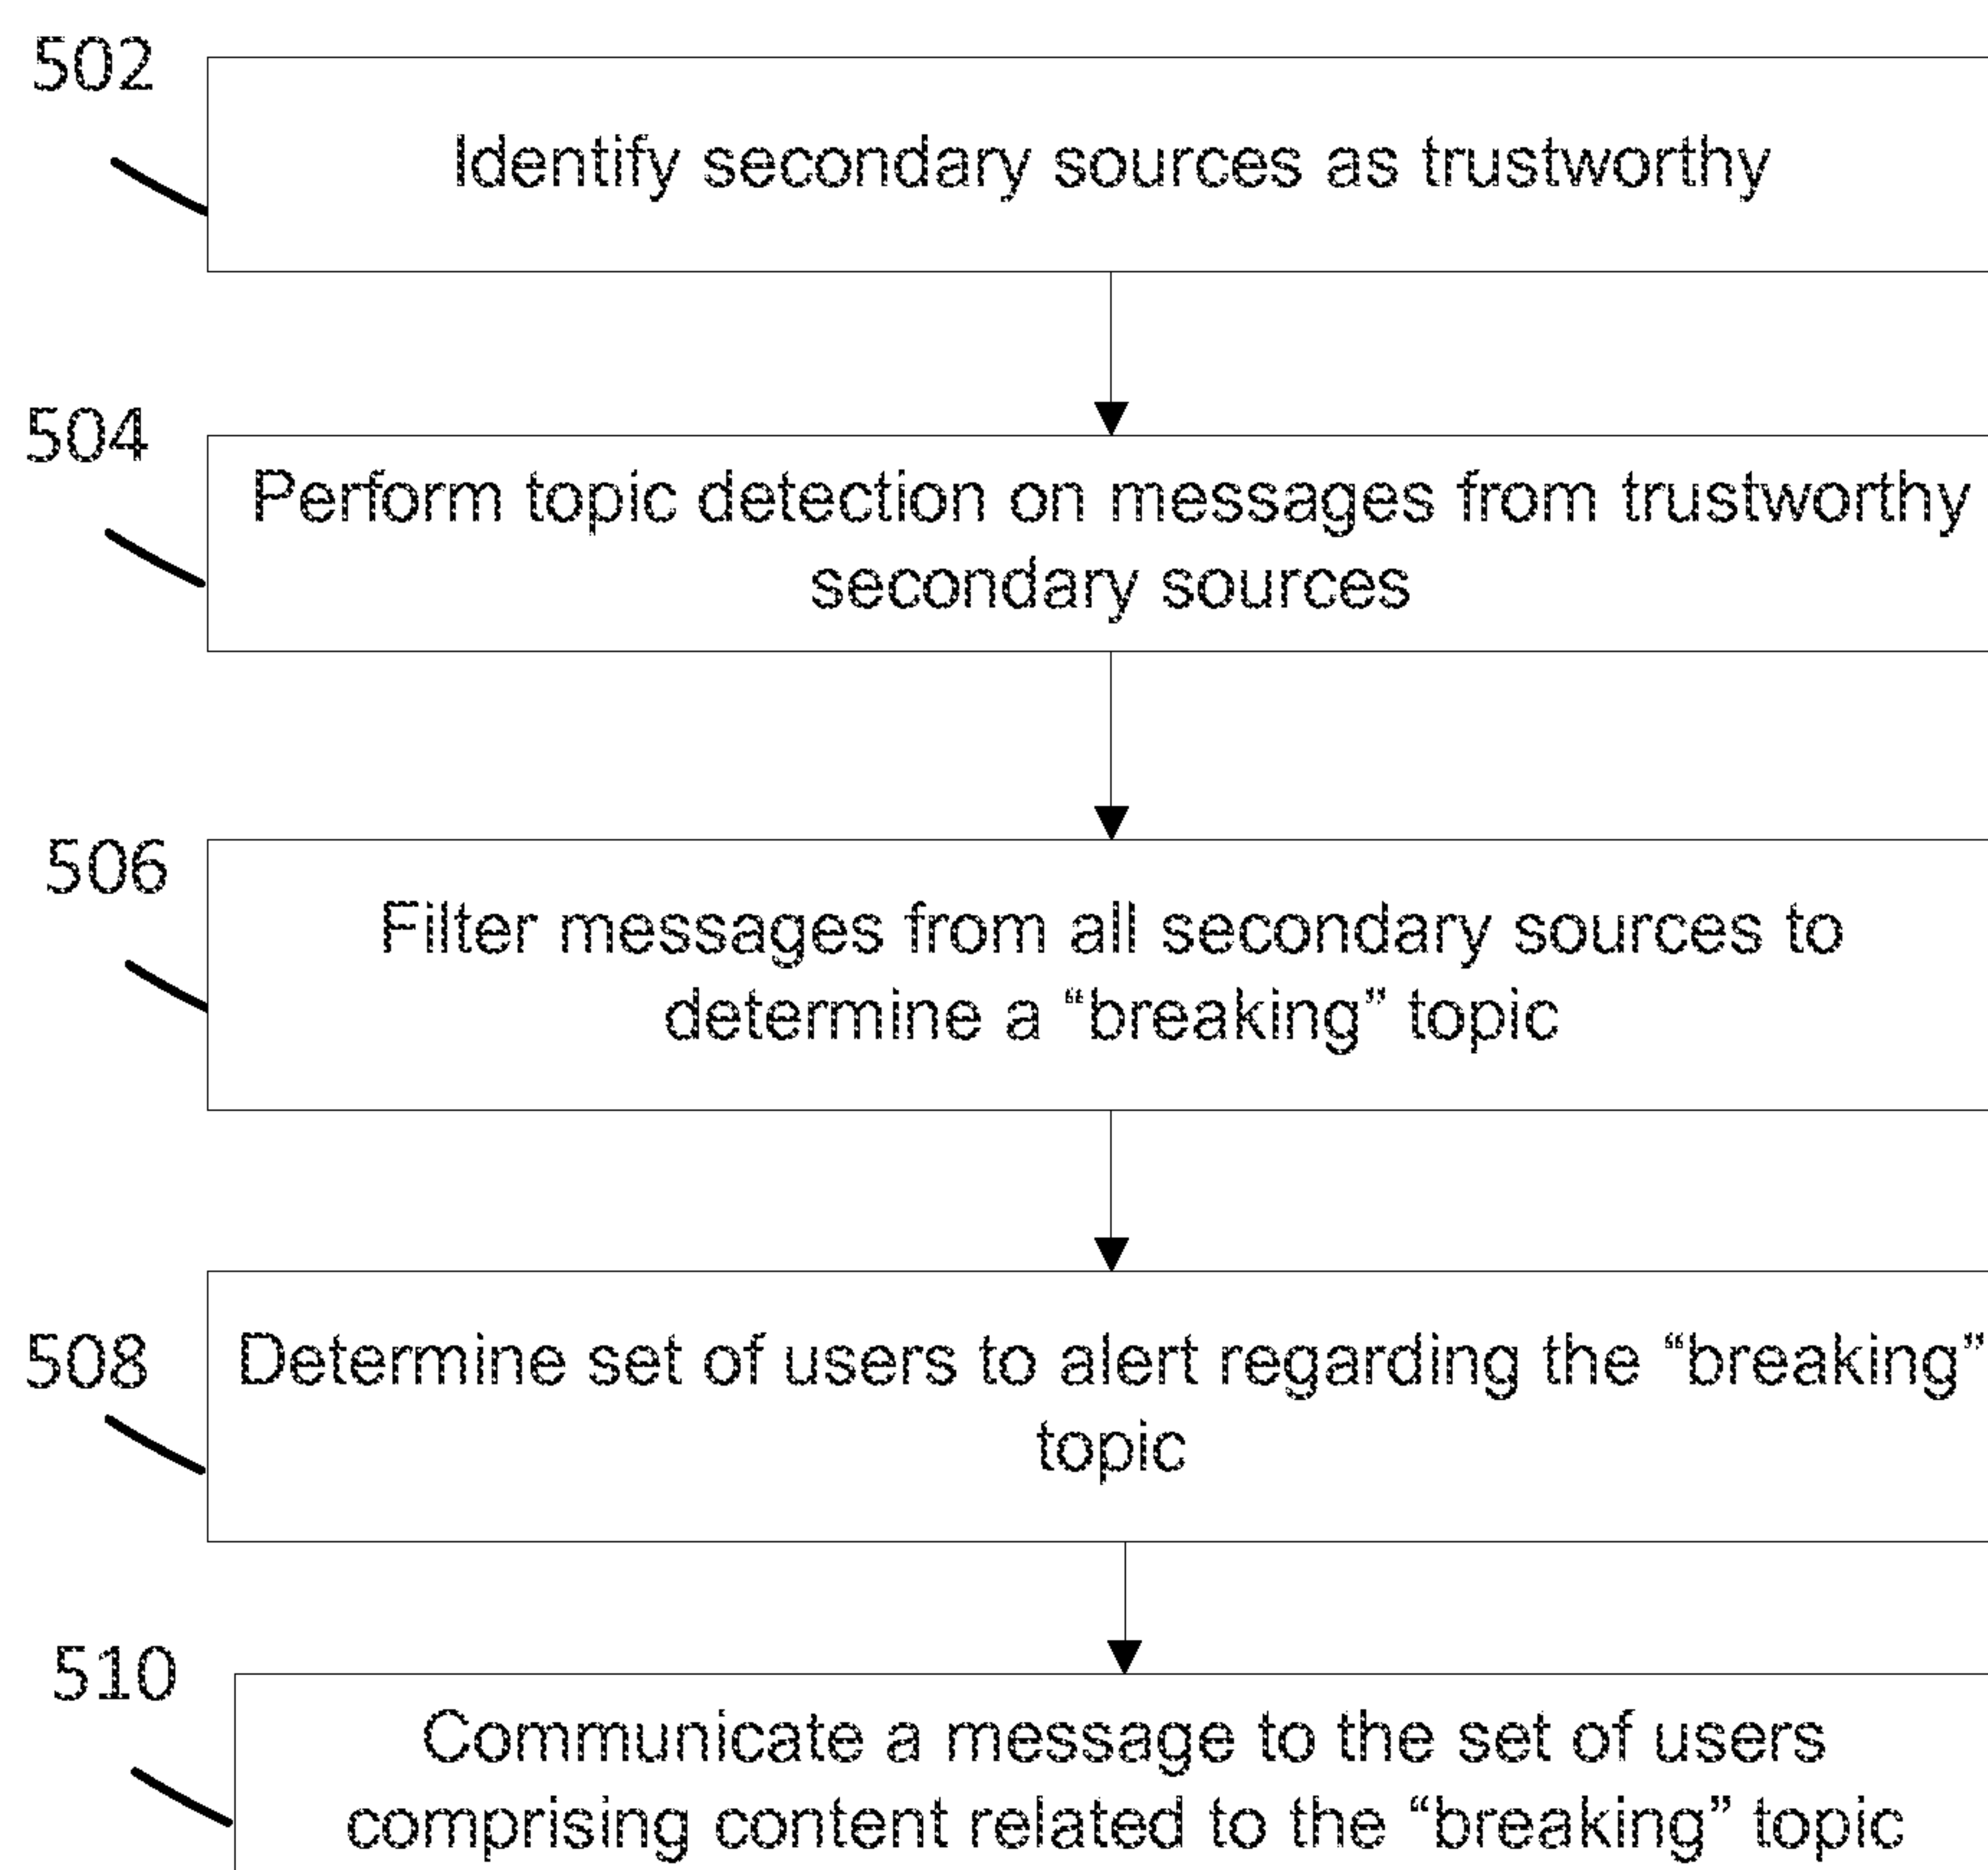 502
Identify secondary sources as trustworthy
504
Perform topic detection on messages from trustworthy
secondary sources
506
Filter messages from all secondary sources to
determine a “breaking” topic
508
Determine set of users to alert regarding the “breaking”
topic
510
Communicate a message to the set of users
comprising content related to the “breaking” topic